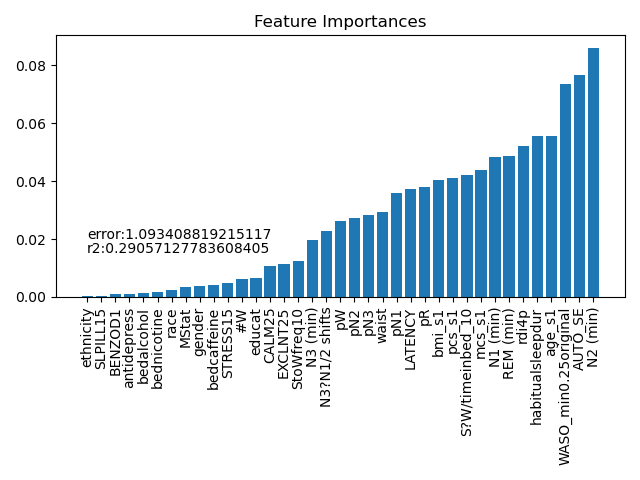 Feature Importances
0.08
0.06
0.04
0.02
0.00
error:1.093408819215117
r2:0.29057127783608405
ethnicity
SLPILL15
BENZOD1
antidepress
bedalcohol
bednicotine
race
MStat
gender
bedcaffeine
STRESS15
#W
educat
CALM25
EXCLNT25
StoWfreq10
N3 (min)
N3?N1/2 shifts
pW
pN2
pN3
waist
pN1
LATENCY
pR
bmi_s1
pcs_s1
S?W/timeinbed_10
mcs_s1
N1 (min)
REM (min)
rdi4p
habitualsleepdur
age_s1
WASO_min0.25original
AUTO_SE
N2 (min)